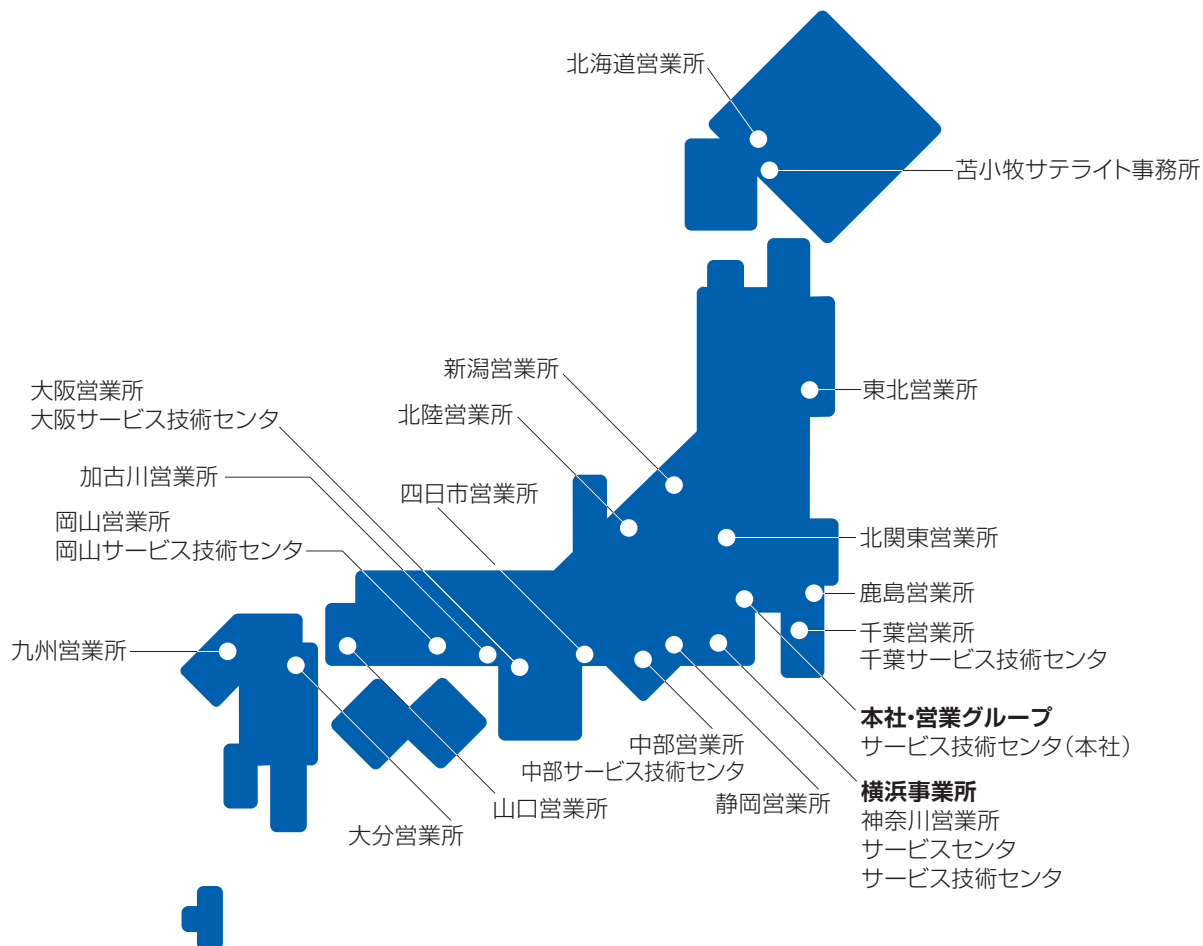 北海道営業所
苫小牧サテライト事務所
新潟営業所
東北営業所
大阪営業所
大阪サービス技術センタ
北陸営業所
加古川営業所
四日市営業所
岡山営業所
岡山サービス技術センタ
北関東営業所
鹿島営業所
九州営業所
千葉営業所
千葉サービス技術センタ
本社・営業グループ
サービス技術センタ（本社）
中部営業所
中部サービス技術センタ
横浜事業所
神奈川営業所
サービスセンタ
サービス技術センタ
山口営業所
静岡営業所
大分営業所